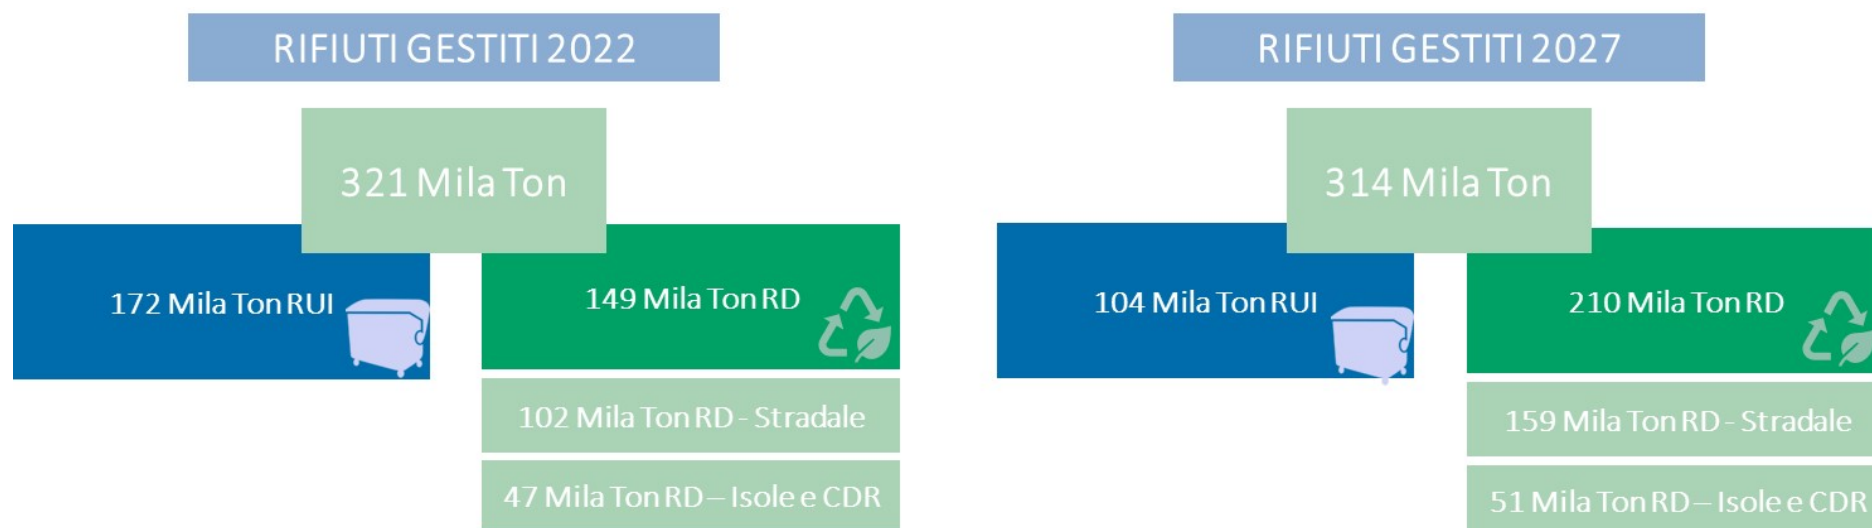 RIFIUTI GESTITI 2022
321 Mila Ton
172 Mila Ton RUI
149 Mila Ton RD
102 Mila Ton RD - Stradale
47 Mila Ton RD – Isole e CDR
RIFIUTI GESTITI 2027
314 Mila Ton
104 Mila Ton RUI
210 Mila Ton RD
159 Mila Ton RD - Stradale
51 Mila Ton RD – Isole e CDR